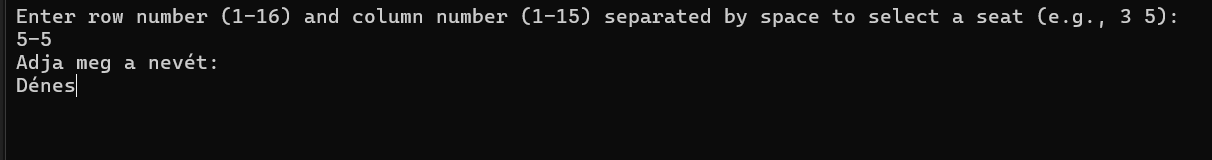 Enter row number (1-16) and column number (1-15) separated by space to select a seat (e.g., 3 5):
5-5
Adja meg a nevét:
Dénes